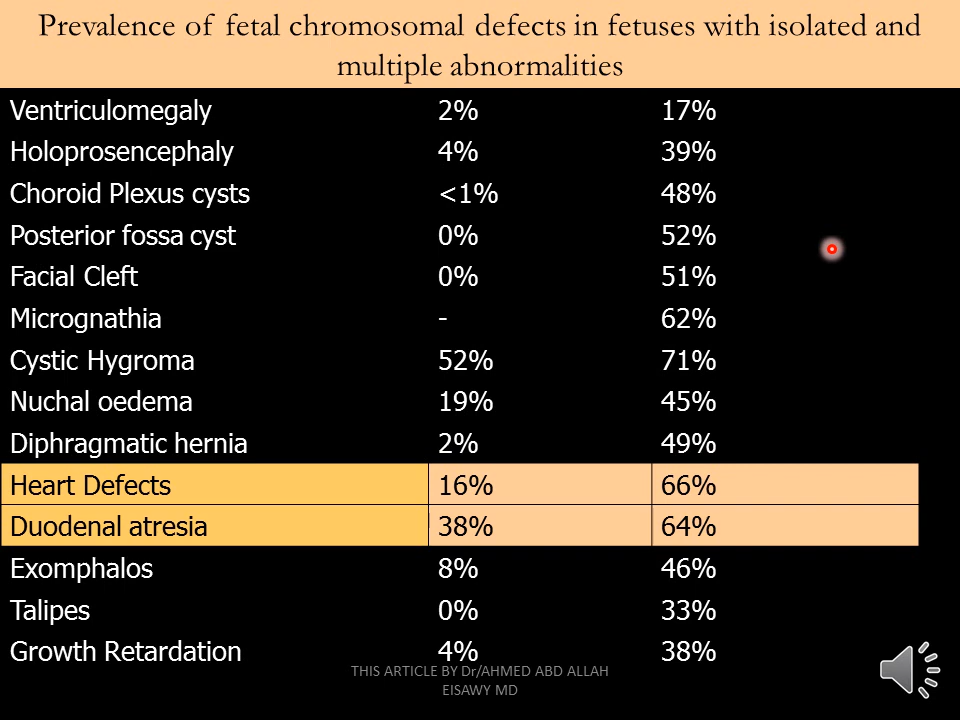 Prevalence of fetal chromosomal defects in fetuses with isolated and
multiple abnormalities
Ventriculomegaly 2% 17%
Holoprosencephaly 4% 39%
Choroid Plexus cysts <1% 48%
Posterior fossa cyst 0% 52%
Facial Cleft 0% 51%
Micrognathia - 62%
Cystic Hygroma 52% 71%
Nuchal oedema 19% 45%
Diphragmatic hernia 2% 49%
Heart Defects 16% 66%
Duodenal atresia 38% 64%
Exomphalos 8% 46%
Talipes 0% 33%
Growth Retardation 4% 38%
THIS ARTICLE BY Dr/AHMED ABD ALLAH
EISAWY MD